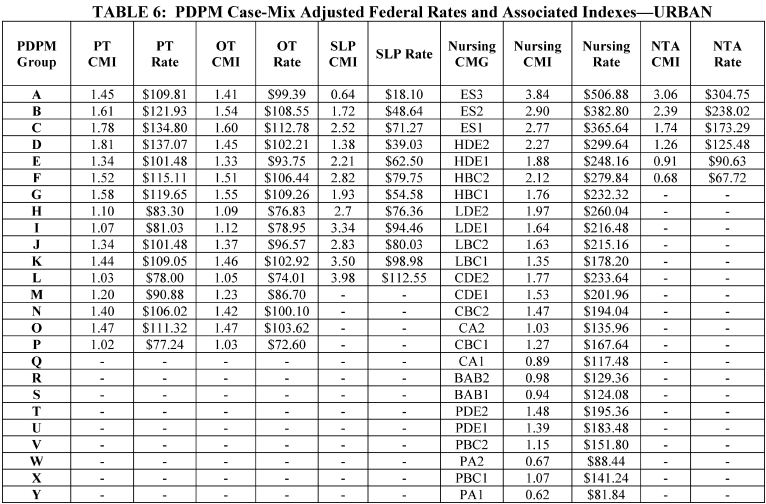 TABLE 6: PDPM Case-Mix Adjusted Federal Rates and Associated Indexes—URBAN
PDPM Group PT CMI PT Rate OT CMI OT Rate SLP CMI SLP Rate Nursing CMG Nursing CMI Nursing Rate NTA CMI NTA Rate
A 1.45 $109.81 1.41 $99.39 0.64 $18.10 ES3 3.84 $506.88 3.06 $304.75
B 1.61 $121.93 1.54 $108.55 1.72 $48.64 ES2 2.90 $382.80 2.39 $238.02
C 1.78 $134.80 1.60 $112.78 2.52 $71.27 ES1 2.77 $365.64 1.74 $173.29
D 1.81 $137.07 1.45 $102.21 1.38 $39.03 HDE2 2.27 $299.64 1.26 $125.48
E 1.34 $101.48 1.33 $93.75 2.21 $62.50 HDE1 1.88 $248.16 0.91 $90.63
F 1.52 $115.11 1.51 $106.44 2.82 $79.75 HBC2 2.12 $279.84 0.68 $67.72
G 1.58 $119.65 1.55 $109.26 1.93 $54.58 HBC1 1.76 $232.32 - -
H 1.10 $83.30 1.09 $76.83 2.7 $76.36 LDE2 1.97 $260.04 - -
I 1.07 $81.03 1.12 $78.95 3.34 $94.46 LDE1 1.64 $216.48 - -
J 1.34 $101.48 1.37 $96.57 2.83 $80.03 LBC2 1.63 $215.16 - -
K 1.44 $109.05 1.46 $102.92 3.50 $98.98 LBC1 1.35 $178.20 - -
L 1.03 $78.00 1.05 $74.01 3.98 $112.55 CDE2 1.77 $233.64 - -
M 1.20 $90.88 1.23 $86.70 - - CDE1 1.53 $201.96 - -
N 1.40 $106.02 1.42 $100.10 - - CBC2 1.47 $194.04 - -
O 1.47 $111.32 1.47 $103.62 - - CA2 1.03 $135.96 - -
P 1.02 $77.24 1.03 $72.60 - - CBC1 1.27 $167.64 - -
Q - - - - - - CA1 0.89 $117.48 - -
R - - - - - - BAB2 0.98 $129.36 - -
S - - - - - - BAB1 0.94 $124.08 - -
T - - - - - - PDE2 1.48 $195.36 - -
U - - - - - - PDE1 1.39 $183.48 - -
V - - - - - - PBC2 1.15 $151.80 - -
W - - - - - - PA2 0.67 $88.44 - -
X - - - - - - PBC1 1.07 $141.24 - -
Y - - - - - - PA1 0.62 $81.84 - -